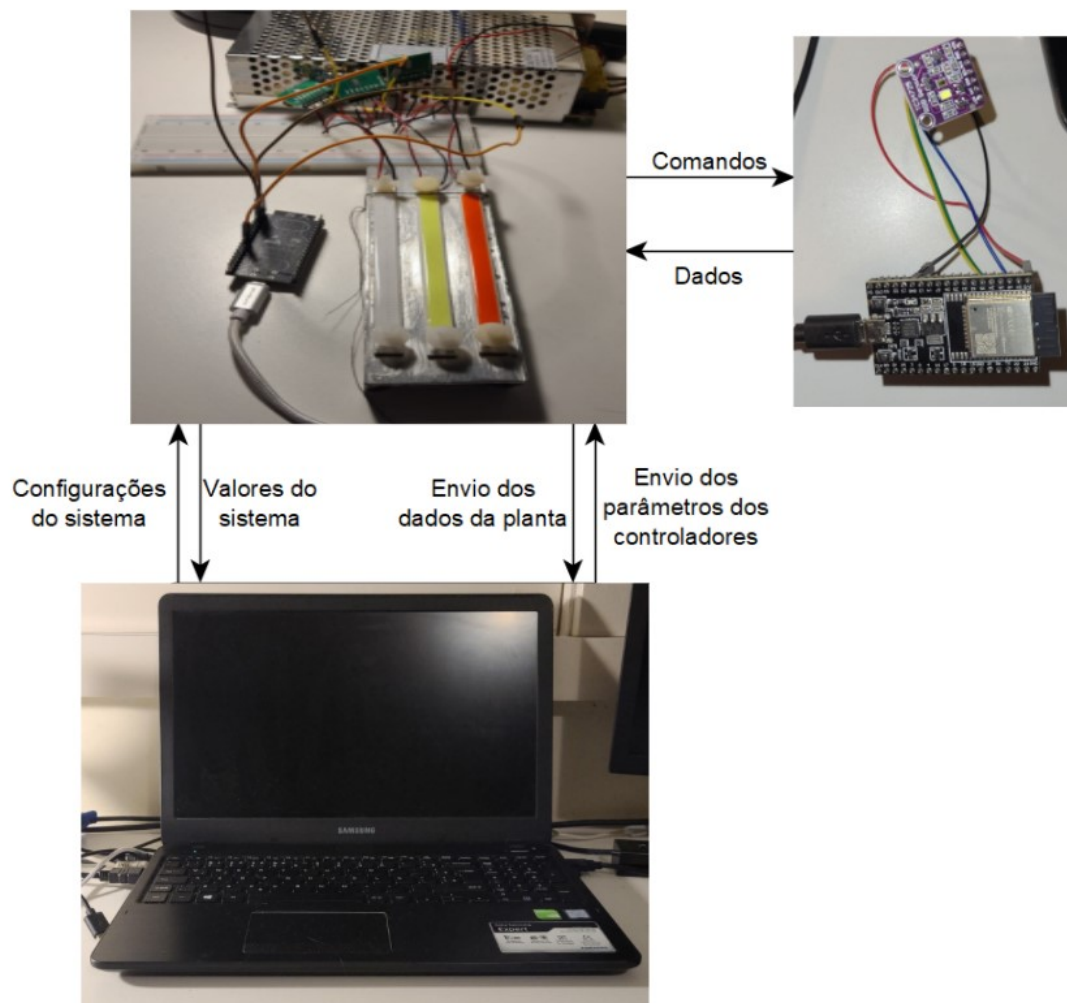 Comandos
Dados
Configurações
do sistema
Valores do
sistema
Envio dos
dados da planta
Envio dos
parâmetros dos
controladores
SAMSUNG
Expert